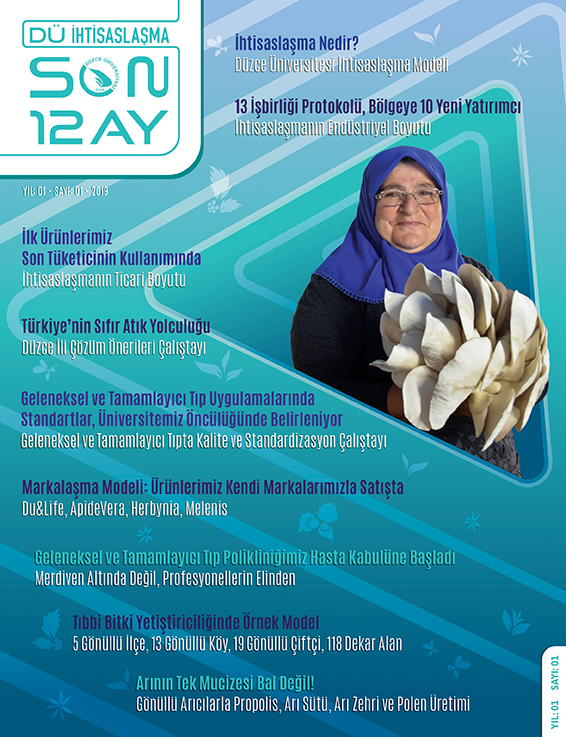 DÜ İHTİSASLAŞMA
SON
DÜZCE ÜNİVERSİTESİ
12 AY
YIL: 01 - SAYI: 01 - 2019
İhtisaslaşma Nedir?
Düzce Üniversitesi İhtisaslaşma Modeli
13 İşbirliği Protokolü, Bölgeye 10 Yeni Yatırımcı
İhtisaslaşmanın Endüstriyel Boyutu
İlk Ürünlerimiz
Son Tüketicinin Kullanımında
İhtisaslaşmanın Ticari Boyutu
Türkiye'nin Sıfır Atık Yolculuğu
Düzce İli Çözüm Önerileri Çalıştayı
Geleneksel ve Tamamlayıcı Tıp Uygulamalarında
Standartlar, Üniversitemiz Öncülüğünde Belirleniyor
Geleneksel ve Tamamlayıcı Tıpta Kalite ve Standardizasyon Çalıştayı
Markalaşma Modeli: Ürünlerimiz Kendi Markalarımızla Satışta
Du&Life, ApideVera, Herbynia, Melenis
Geleneksel ve Tamamlayıcı Tıp Polikliniğimiz Hasta Kabulüne Başladı
Merdiven Altında Değil, Profesyonellerin Elinden
Tıbbi Bitki Yetiştiriciliğinde Örnek Model
5 Gönüllü İlçe, 13 Gönüllü Köy, 19 Gönüllü Çiftçi, 118 Dekar Alan
Arının Tek Mucizesi Bal Değil!
Gönüllü Arıcılarla Propolis, Arı Sütü, Arı Zehri ve Polen Üretimi
YIL: 01 SAYI: 01